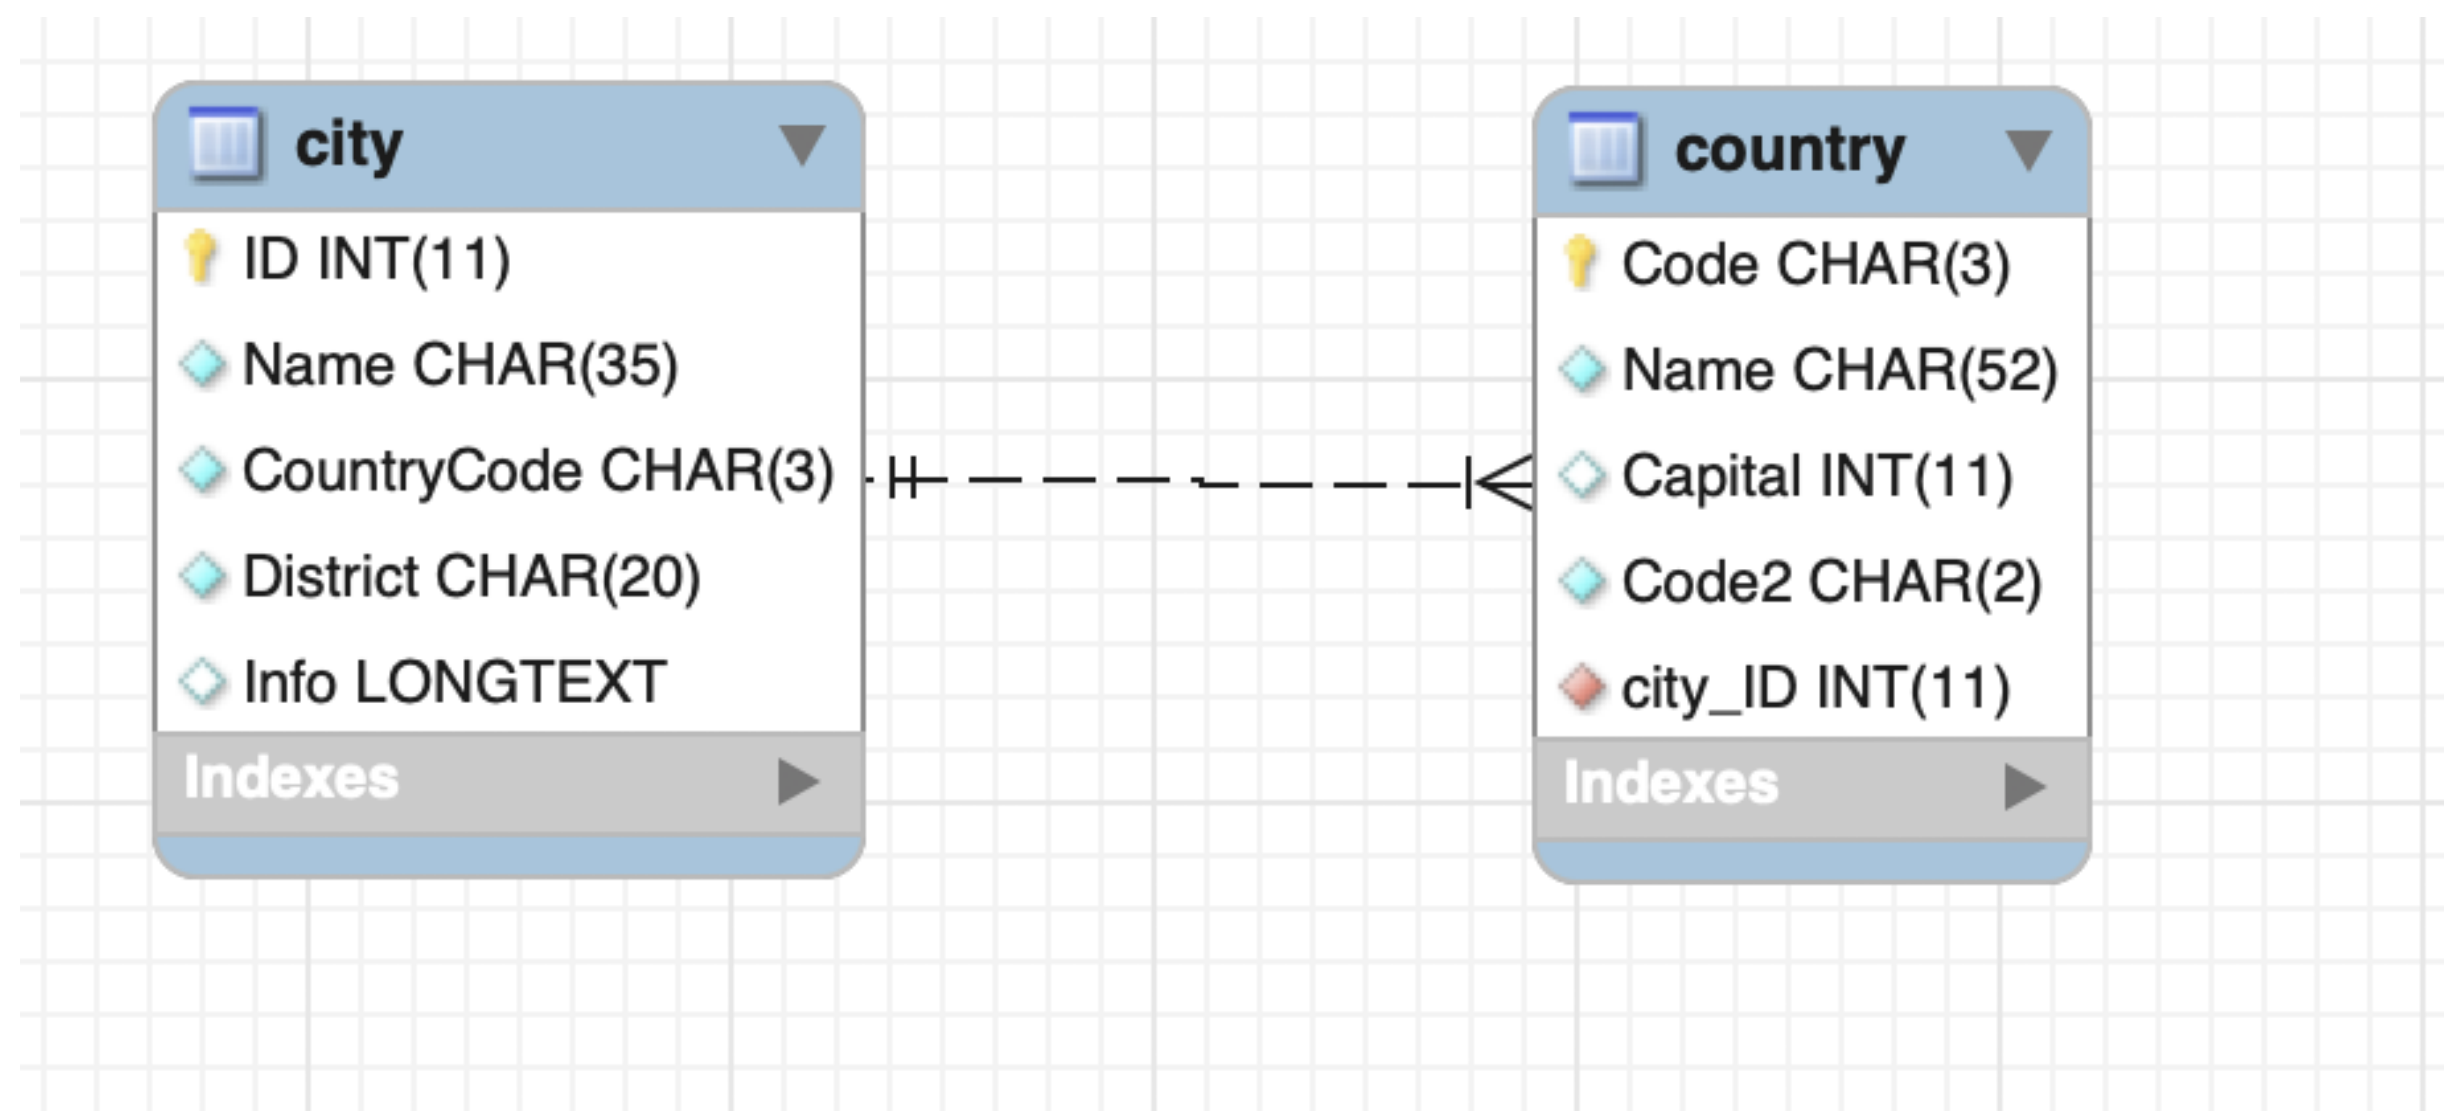 city
ID INT(11)
Name CHAR(35)
CountryCode CHAR(3)
District CHAR(20)
Info LONGTEXT
Indexes
country
Code CHAR(3)
Name CHAR(52)
Capital INT(11)
Code2 CHAR(2)
city_ID INT(11)
Indexes